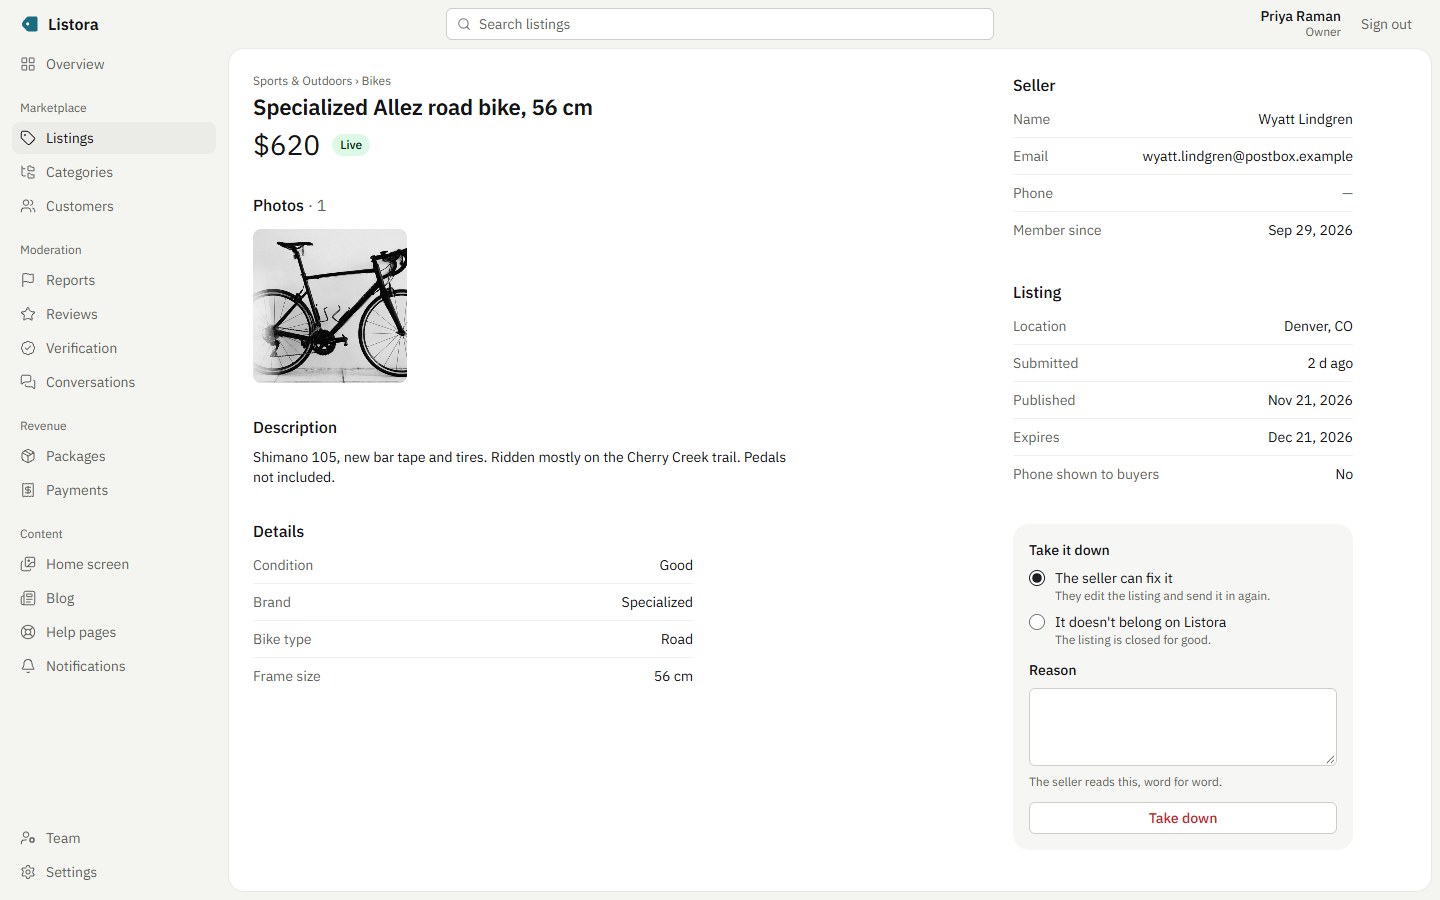 Listora
Search listings
Priya Raman
Owner
Sign out
Overview
Marketplace
Listings
Categories
Customers
Moderation
Reports
Reviews
Verification
Conversations
Revenue
Packages
Payments
Content
Home screen
Blog
Help pages
Notifications
Team
Settings
Sports & Outdoors › Bikes
Specialized Allez road bike, 56 cm
$620 Live
Photos · 1
Description
Shimano 105, new bar tape and tires. Ridden mostly on the Cherry Creek trail. Pedals
not included.
Details
Condition Good
Brand Specialized
Bike type Road
Frame size 56 cm
Seller
Name Wyatt Lindgren
Email wyatt.lindgren@postbox.example
Phone —
Member since Sep 29, 2026
Listing
Location Denver, CO
Submitted 2 d ago
Published Nov 21, 2026
Expires Dec 21, 2026
Phone shown to buyers No
Take it down
The seller can fix it
They edit the listing and send it in again.
It doesn't belong on Listora
The listing is closed for good.
Reason
The seller reads this, word for word.
Take down